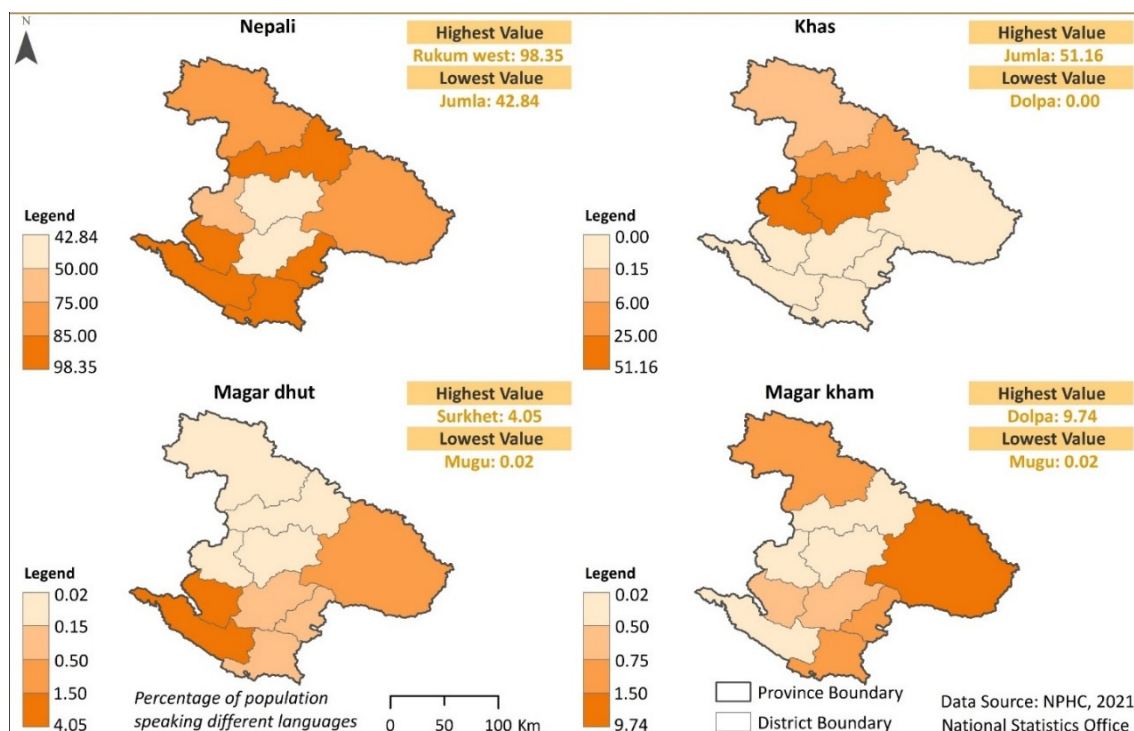 N
Nepali
Highest Value
Rukum west: 98.35
Lowest Value
Jumla: 42.84
Legend
42.84
50.00
75.00
85.00
98.35
Khas
Highest Value
Jumla: 51.16
Lowest Value
Dolpa: 0.00
Legend
0.00
0.15
6.00
25.00
51.16
Magar dhut
Highest Value
Surkhet: 4.05
Lowest Value
Mugu: 0.02
Legend
0.02
0.15
0.50
1.50
4.05
Magar kham
Highest Value
Dolpa: 9.74
Lowest Value
Mugu: 0.02
Legend
0.02
0.50
0.75
1.50
9.74
Percentage of population
speaking different languages
0 50 100 Km
Province Boundary
District Boundary
Data Source: NPHC, 2021
National Statistics Office